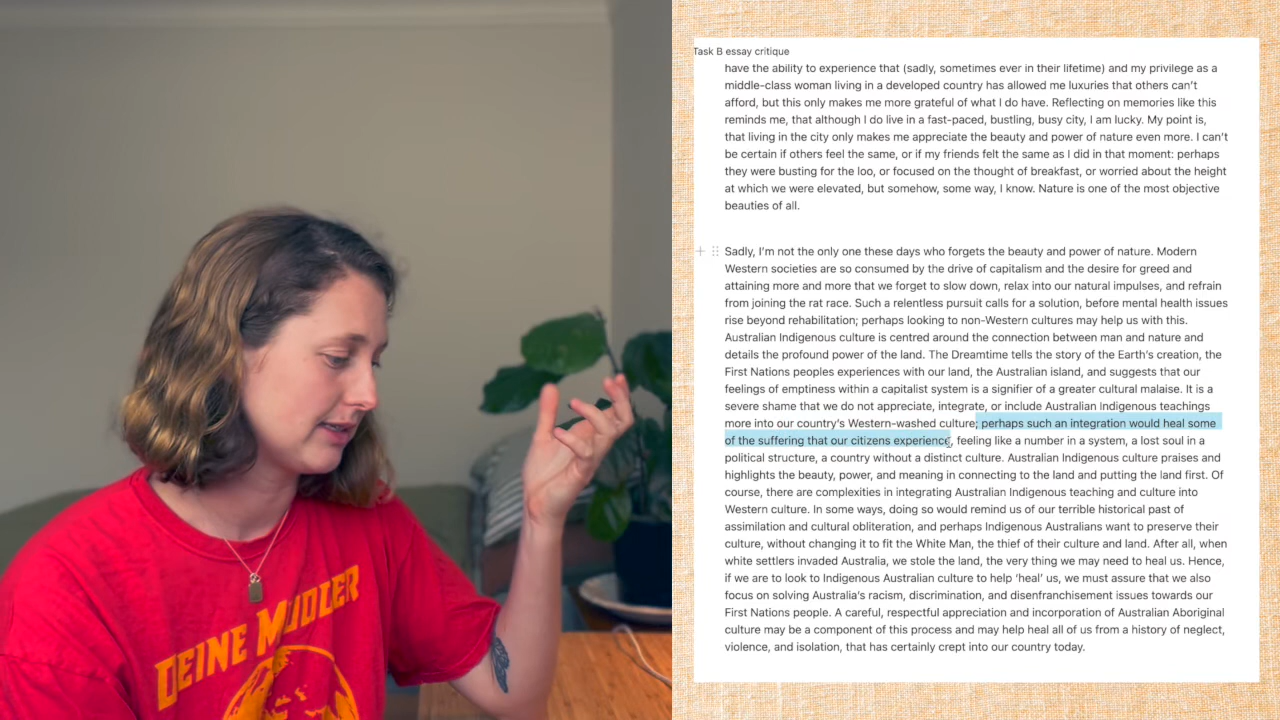 Task B essay critique
have the ability to experience that (sadly, sometimes ever in their lifetime) and my privilege as a
middle-class woman living in a developed country has allowed me luxuries that others can't
afford, but this only makes me more grateful of what I do have. Reflecting on memories like this
reminds me, that although I do live in a fast-paced, bustling, busy city, I am lucky. My point is,
that living in the city only makes me appreciate the beauty and power of nature even more. I can't
be certain if others feel the same, or if my friends felt the same as I did in the moment: perhaps
they were busting for the loo, or focused on the thought of breakfast, or worried about the height
at which we were elevated, but somehow, some way, I know. Nature is one of the most objective
beauties of all.
Sadly, I'm not the only one these days who forgets the beauty and power of nature. Modern
Western societies are so consumed by the lure of capitalism and the desire for greed and
attaining more and more that we forget to slow down, relax into our natural impulses, and refrain
from joining the rat race. Such a relentless pursuit calls for a solution, before mental health issues
rise beyond rehabilitation; perhaps looking to non-Western cultures may help us with this.
Australian Indigenous culture is centred around the connection between man and nature and
details the profound power of the land. The Dreamtime tells the story of the Earth's creation, the
First Nations peoples experiences with our land, the Australian island, and suggests that our
feelings of emptiness within a capitalist system is a signifier of a greater cultural malaise. It is a
severe shame that we do not appreciate, integrate, or include Australian Indigenous teachings
more into our country's Western-washed culture; perhaps such an integration would heal some
of the suffering that our citizens experience, feeling like a number in a system, a lost soul in a
political structure, a country without a distinct culture. Australian Indigenous culture praises and
highlights the beauty, power, and meaning in connecting to the land and putting the land first. Of
course, there are complexities in integrating Australian Indigenous teaching and culture into
Western culture. In some ways, doing so would remind us of our terrible historical past of
assimilation and cultural obliteration, and perhaps Indigenous Australians wish to preserve their
culture without changing it to fit the White Man, the thief of their culture and land. After all, when
white settlers invaded Australia, we stole the land, the very thing we may need to heal us. Hence,
if we are to look to Indigenous Australian culture to help 'heal' us, we must assure that we also
focus on solving Australia's racism, discrimination, and disenfranchisement issues towards our
First Nations people. A careful, respectful appreciation and incorporation of Australian Aboriginal
culture may be a component of this process and may help heal all of us from a history of neglect,
violence, and isolation, that has certainly crept into our country today.